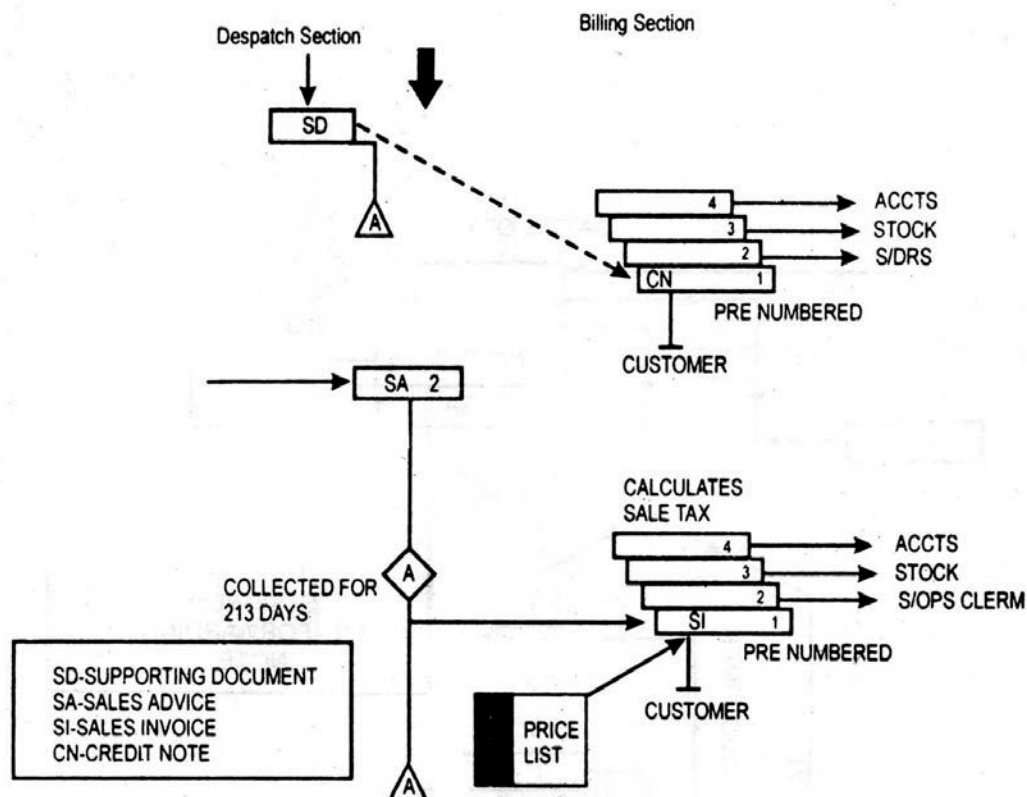 Despatch Section
Billing Section
SD
A
4 ACCTS
3 STOCK
2 S/DRS
CN 1
PRE NUMBERED
CUSTOMER
SA 2
CALCULATES
SALE TAX
4 ACCTS
3 STOCK
2 S/OPS CLERM
SI 1
PRE NUMBERED
CUSTOMER
A
COLLECTED FOR
213 DAYS
PRICE
LIST
SD-SUPPORTING DOCUMENT
SA-SALES ADVICE
SI-SALES INVOICE
CN-CREDIT NOTE
A